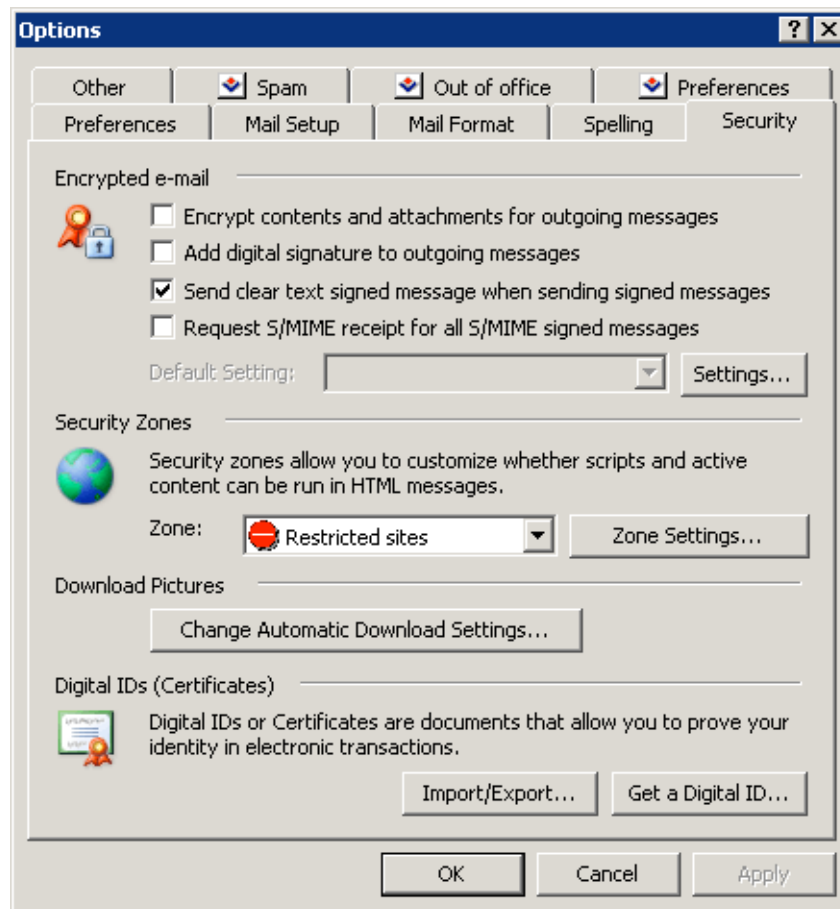 Options
Other Spam Out of office Preferences
Preferences Mail Setup Mail Format Spelling Security
Encrypted e-mail
Encrypt contents and attachments for outgoing messages
Add digital signature to outgoing messages
Send clear text signed message when sending signed messages
Request S/MIME receipt for all S/MIME signed messages
Default Setting: Settings...
Security Zones
Security zones allow you to customize whether scripts and active
content can be run in HTML messages.
Zone: Restricted sites Zone Settings...
Download Pictures
Change Automatic Download Settings...
Digital IDs (Certificates)
Digital IDs or Certificates are documents that allow you to prove your
identity in electronic transactions.
Import/Export... Get a Digital ID...
OK Cancel Apply